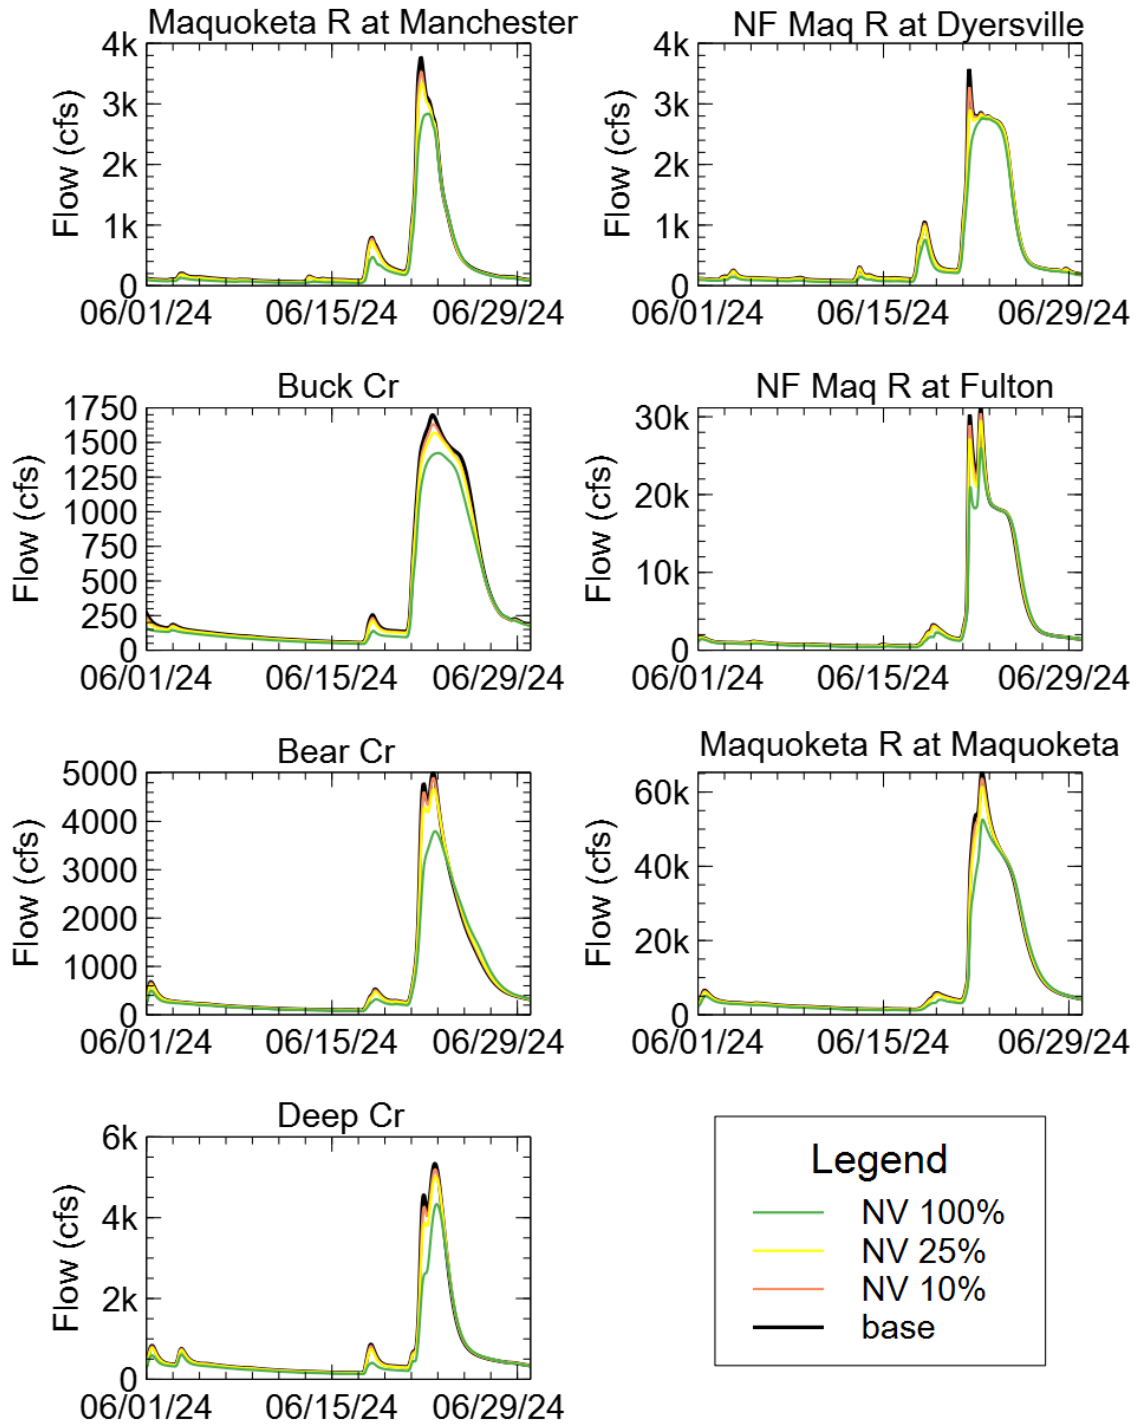 Maquoketa R at Manchester
4k
3k
2k
1k
0
Flow (cfs)
06/01/24 06/15/24 06/29/24
NF Maq R at Dyersville
4k
3k
2k
1k
0
Flow (cfs)
06/01/24 06/15/24 06/29/24
Buck Cr
1750
1500
1250
1000
750
500
250
0
Flow (cfs)
06/01/24 06/15/24 06/29/24
NF Maq R at Fulton
30k
20k
10k
0
Flow (cfs)
06/01/24 06/15/24 06/29/24
Bear Cr
5000
4000
3000
2000
1000
0
Flow (cfs)
06/01/24 06/15/24 06/29/24
Maquoketa R at Maquoketa
60k
40k
20k
0
Flow (cfs)
06/01/24 06/15/24 06/29/24
Deep Cr
6k
4k
2k
0
Flow (cfs)
06/01/24 06/15/24 06/29/24
Legend
NV 100%
NV 25%
NV 10%
base